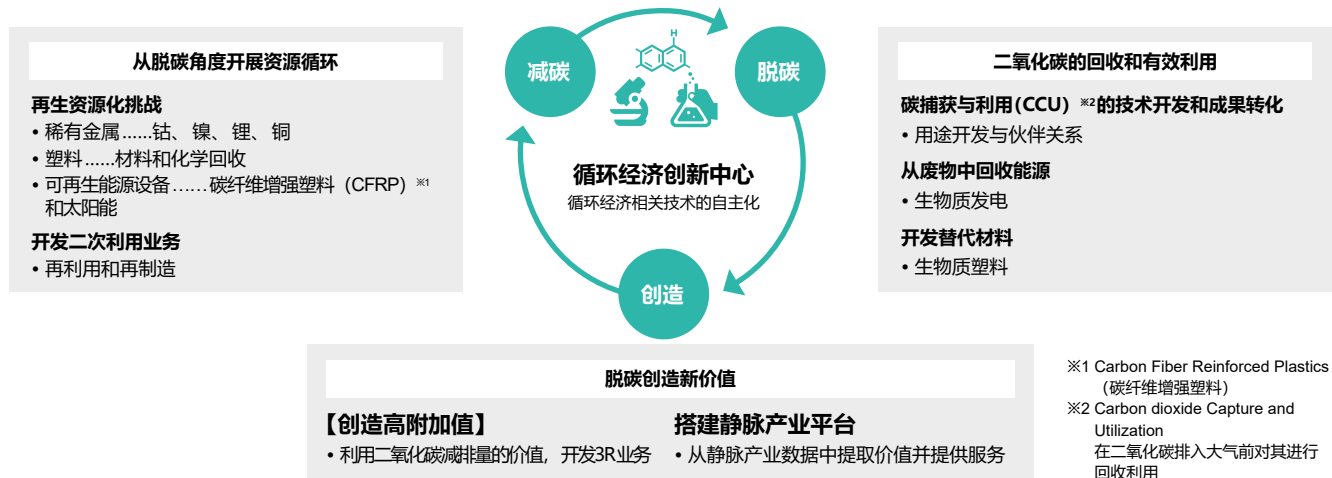 从脱碳角度开展资源循环
再生资源化挑战
• 稀有金属......钴、镍、锂、铜
• 塑料......材料和化学回收
• 可再生能源设备……碳纤维增强塑料（CFRP）※1
和太阳能
开发二次利用业务
• 再利用和再制造
减碳
H
脱碳
循环经济创新中心
循环经济相关技术的自主化
创造
二氧化碳的回收和有效利用
碳捕获与利用(CCU）※2的技术开发和成果转化
• 用途开发与伙伴关系
从废物中回收能源
• 生物质发电
开发替代材料
• 生物质塑料
脱碳创造新价值
【创造高附加值】
• 利用二氧化碳减排量的价值，开发3R业务
搭建静脉产业平台
• 从静脉产业数据中提取价值并提供服务
※1 Carbon Fiber Reinforced Plastics
（碳纤维增强塑料）
※2 Carbon dioxide Capture and
Utilization
在二氧化碳排入大气前对其进行
回收利用